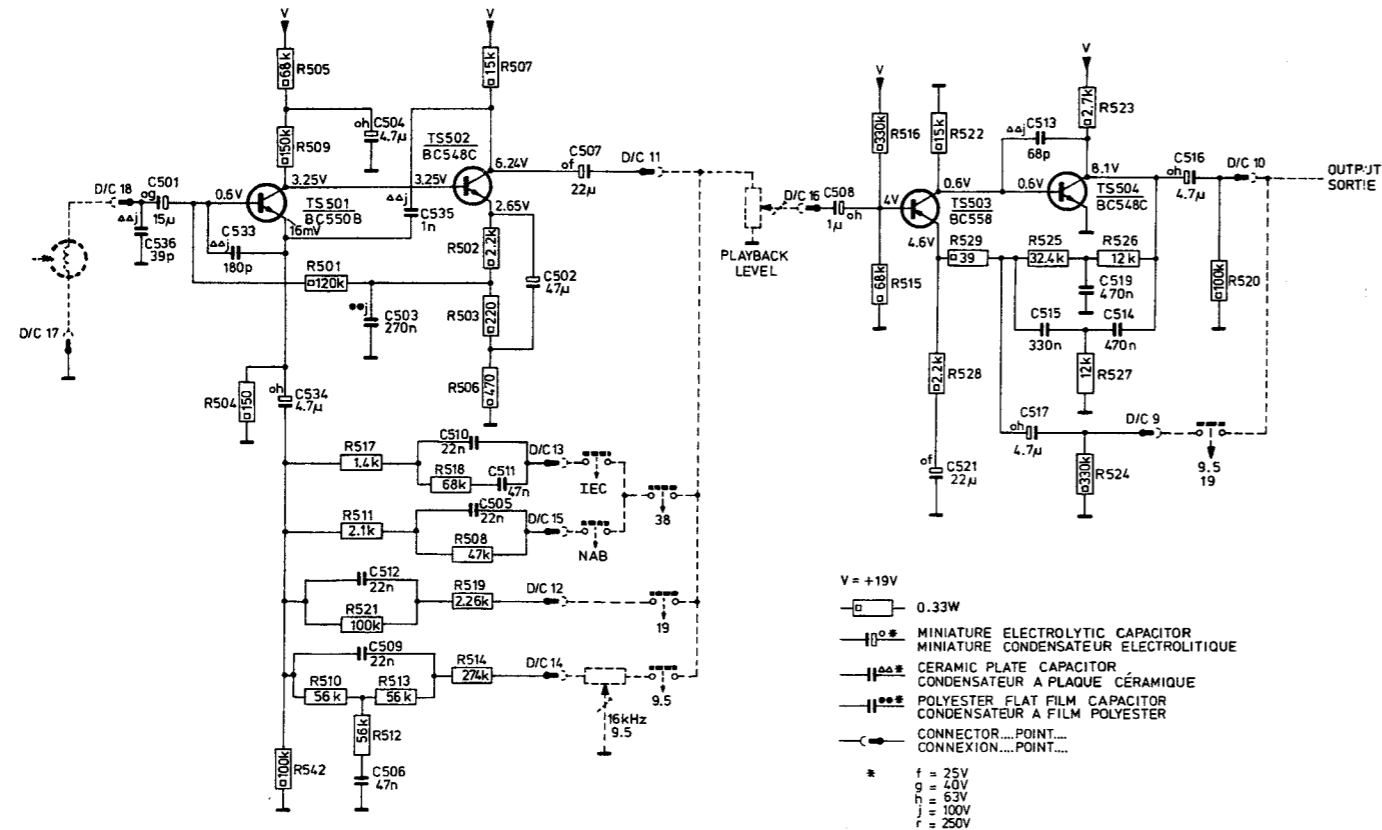 V
68k
R505
R509
150k
oh
C504
4.7µ
V
15k
R507
TS502
BC548C
6.24V
C507
of
22µ
D/C 11
D/C 18
C501
og
15µ
0.6V
3.25V
3.25V
TS501
BC550B
16mV
△△j
C535
1n
2.65V
△△j
C536
39p
△△j
C533
180p
R501
120k
R502
2.2k
C502
47µ
D/C 17
●●j
C503
270n
R503
220
R504
150
oh
C534
4.7µ
R506
470
R517
1.4k
C510
22n
R518
68k
C511
47n
D/C 13
IEC
R511
2.1k
C505
22n
R508
47k
D/C 15
NAB
38
C512
22n
R521
100k
R519
2.26k
D/C 12
19
C509
22n
R510
56k
R513
56k
R514
274k
D/C 14
9.5
16kHz
9.5
56k
R512
C506
47n
100k
R542
PLAYBACK
LEVEL
D/C 16
C508
1µ
oh
V
R516
330k
15k
R522
4V
0.6V
TS503
BC558
4.6V
68k
R515
△△j
C513
68p
0.6V
V
2.7k
R523
8.1V
TS504
BC548C
C516
oh
4.7µ
D/C 10
OUTPUT
SORTIE
R529
39
R525
32.4k
R526
12k
C519
470n
100k
R520
C515
330n
C514
470n
12k
R527
2.2k
R528
C517
oh
4.7µ
D/C 9
9.5
19
330k
R524
of
C521
22µ
V = +19V
0.33W
o *
MINIATURE ELECTROLYTIC CAPACITOR
MINIATURE CONDENSATEUR ELECTROLITIQUE
△△*
CERAMIC PLATE CAPACITOR
CONDENSATEUR A PLAQUE CÉRAMIQUE
●●*
POLYESTER FLAT FILM CAPACITOR
CONDENSATEUR A FILM POLYESTER
CONNECTOR....POINT....
CONNEXION....POINT....
*
f = 25V
g = 40V
h = 63V
j = 100V
r = 250V